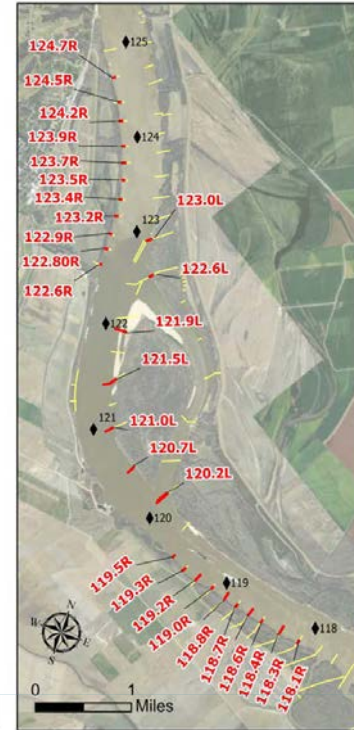 125
124.7R
124.5R
124.2R
124
123.9R
123.7R
123.5R
123.4R
123.2R
123
123.0L
122.9R
122.80R
122.6R
122.6L
122
121.9L
121.5L
121
121.0L
120.7L
120.2L
120
119.5R
119.3R
119.2R
119
119.0R
118.8R
118.7R
118.6R
118.4R
118.3R
118.1R
118
N
W
E
S
0 1
Miles